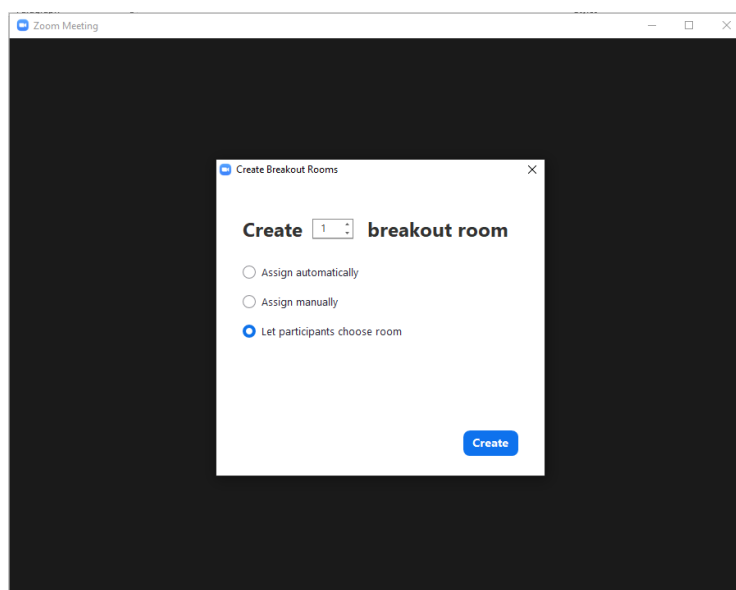 Zoom Meeting
Create Breakout Rooms
Create 1 breakout room
Assign automatically
Assign manually
Let participants choose room
Create